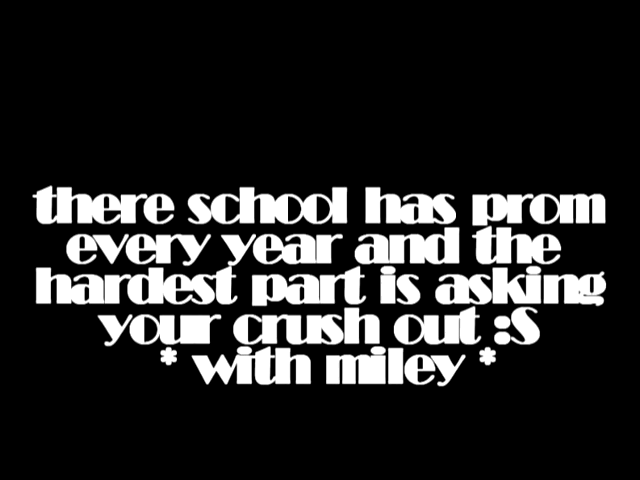 there school has prom
every year and the
hardest part is asking
your crush out :S
* with miley *